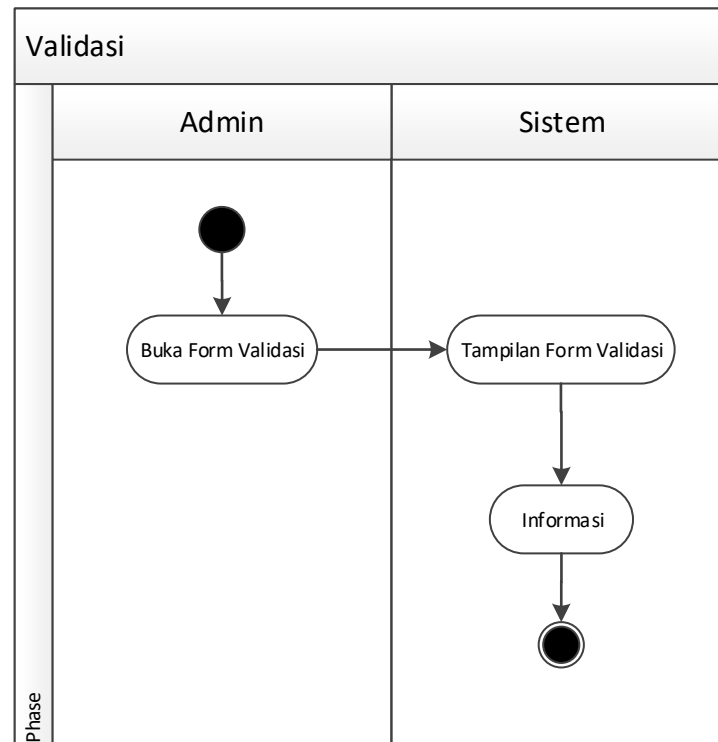 Validasi
Admin
Sistem
Buka Form Validasi
Tampilan Form Validasi
Informasi
Phase